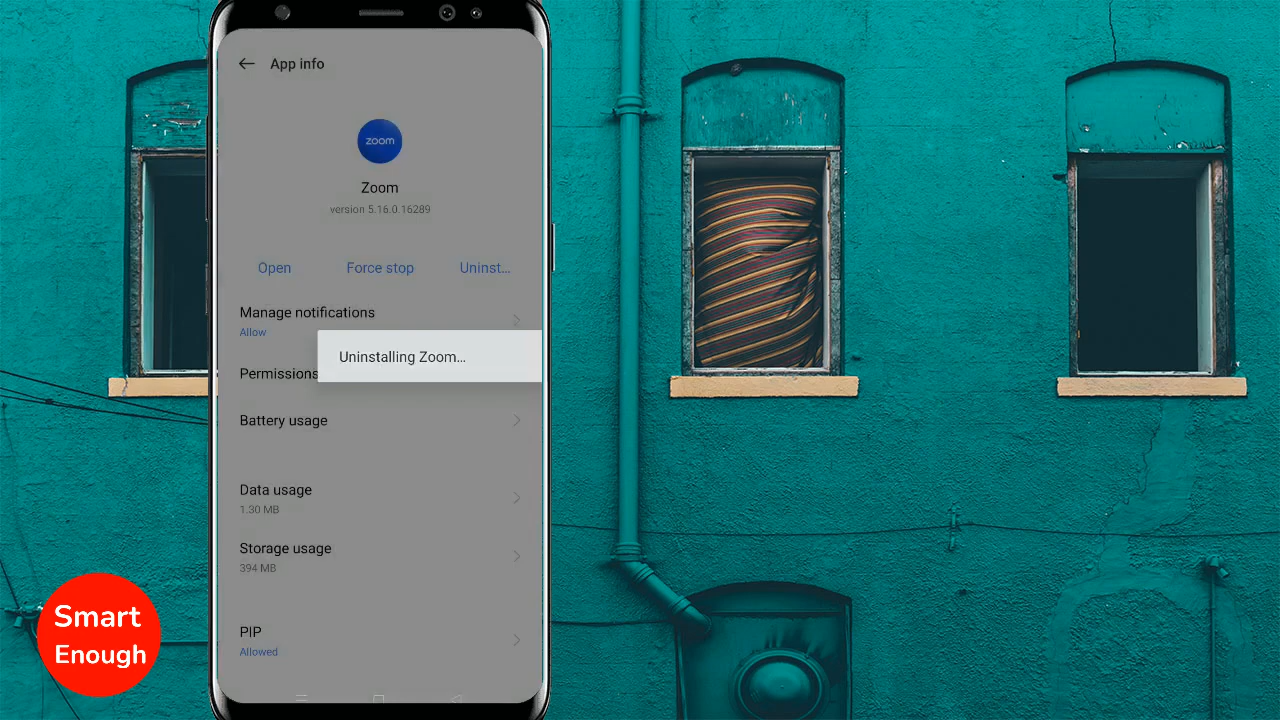 App info
zoom
Zoom
version 5.16.0.16289
Open Force stop Uninst...
Manage notifications
Allow
Uninstalling Zoom...
Permissions
Battery usage
Data usage
1.30 MB
Storage usage
394 MB
PIP
Allowed
Smart
Enough